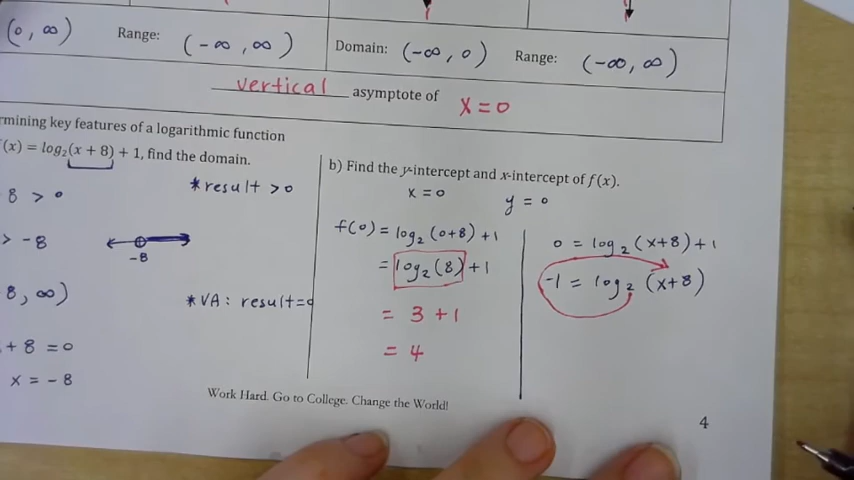 (0, ∞) Range: (-∞, ∞) Domain: (-∞, 0) Range: (-∞, ∞)
vertical asymptote of x = 0
rmining key features of a logarithmic function
f(x) = log₂(x + 8) + 1, find the domain.
8 > 0
*result > 0
> -8
-8
8, ∞)
*VA: result=0
+ 8 = 0
x = -8
b) Find the y-intercept and x-intercept of f(x).
x = 0
y = 0
f(0) = log₂(0+8) + 1
= log₂(8) + 1
= 3 + 1
= 4
0 = log₂(x+8) + 1
-1 = log₂(x+8)
Work Hard. Go to College. Change the World!
4